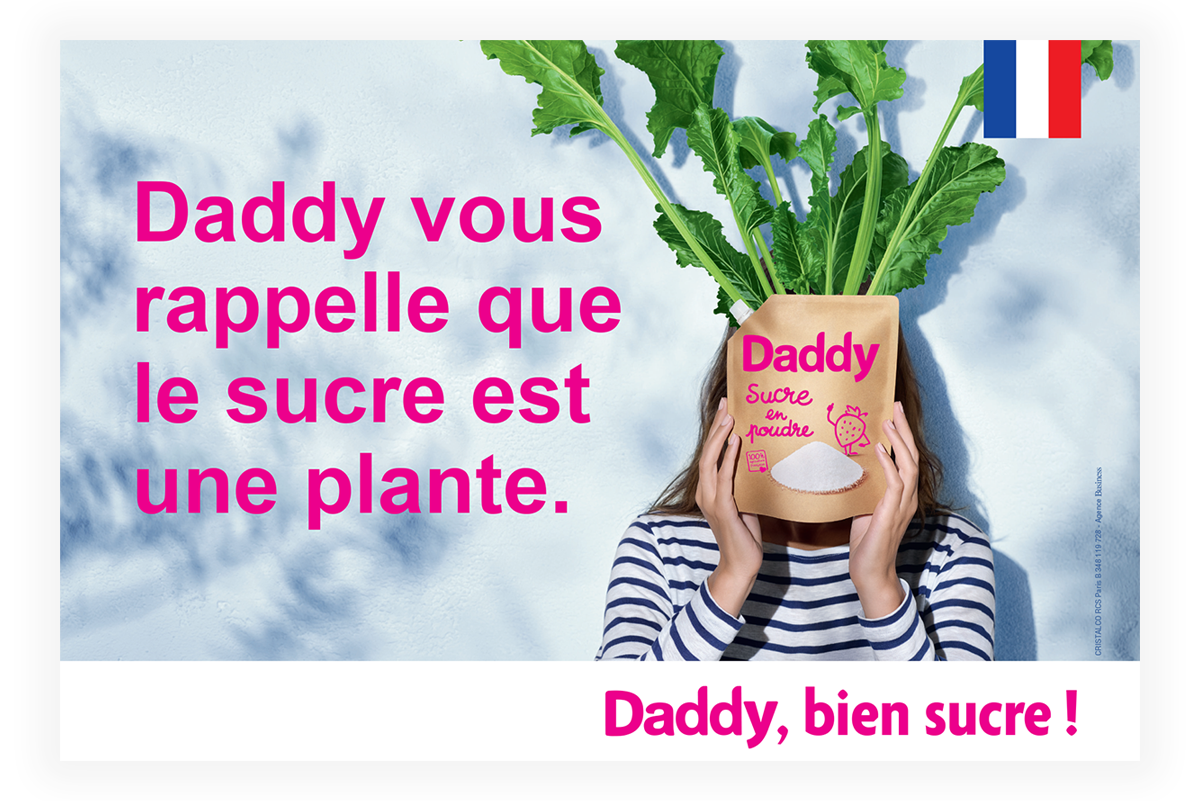 Daddy vous
rappelle que
le sucre est
une plante.
Daddy
Sucre
en
poudre
100%
CRISTALCO RCS Paris B 348 119 728 - Agence Business
Daddy, bien sucre !